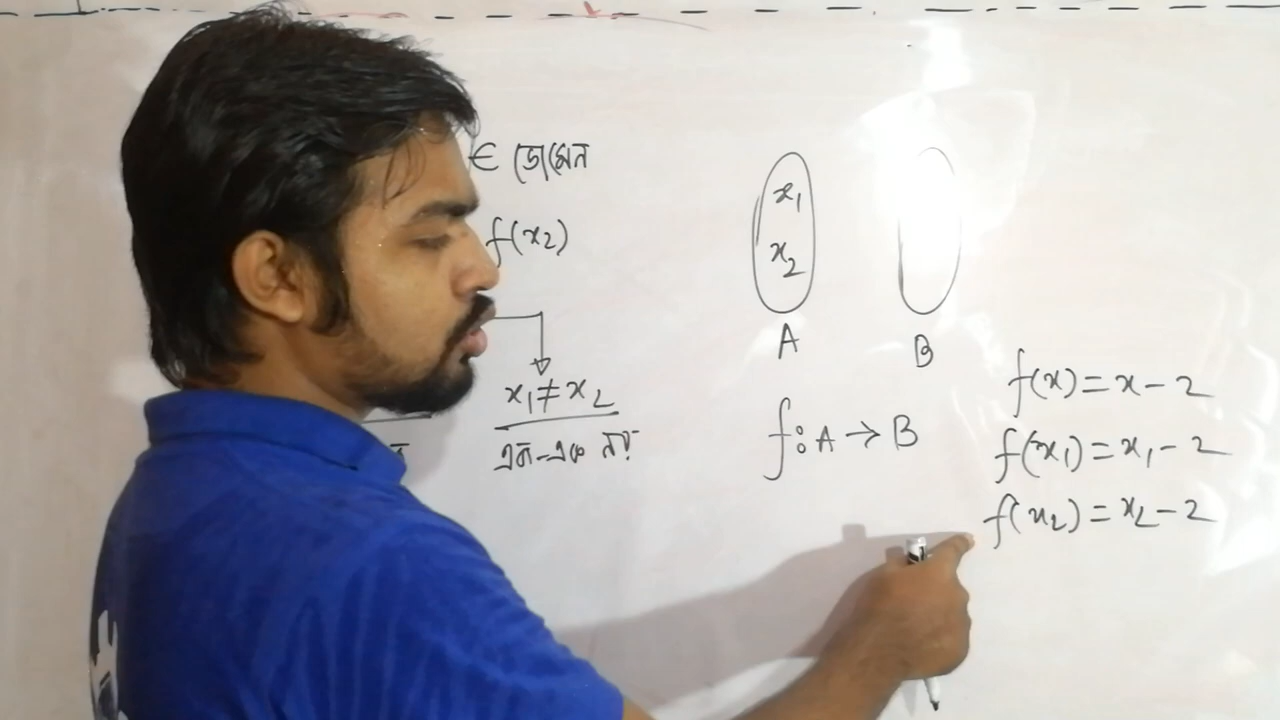 ∈ ডোমেন
f(x₂)
x₁ ≠ x₂
এক-এক নয়
x₁
x₂
A
B
f: A → B
f(x) = x - 2
f(x₁) = x₁ - 2
f(x₂) = x₂ - 2